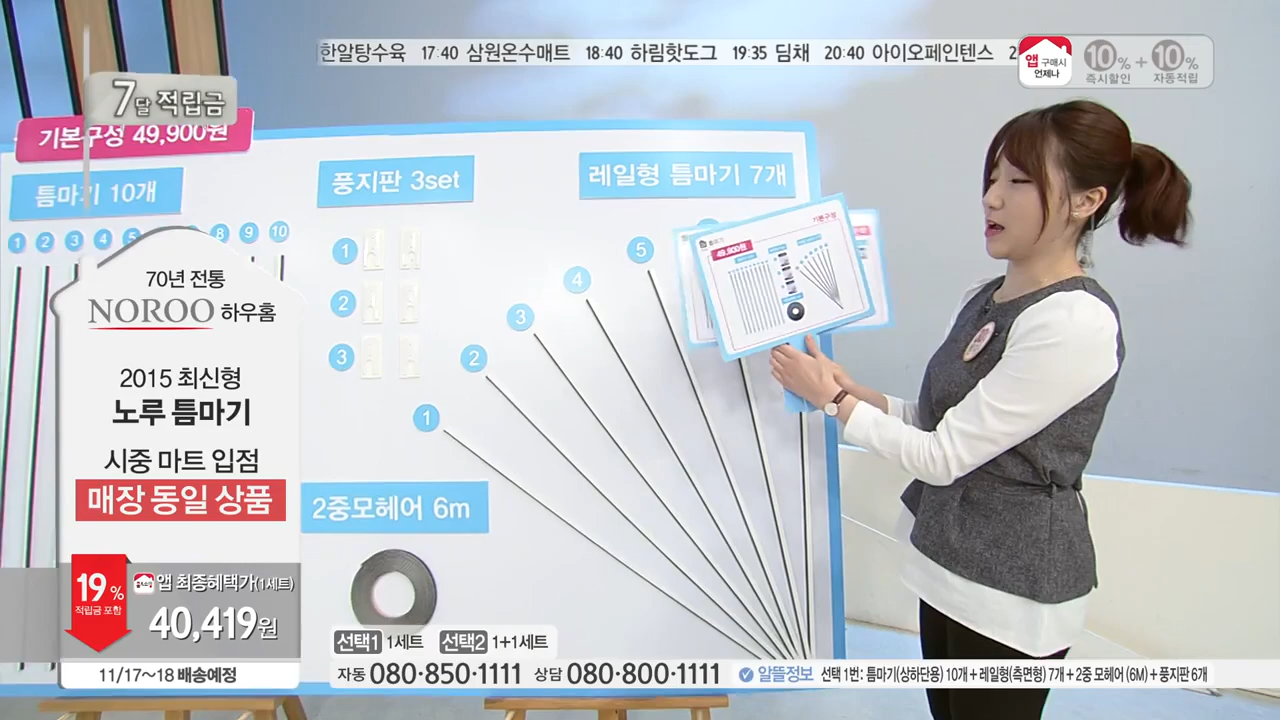 한알탕수육 17:40 삼원온수매트 18:40 하림핫도그 19:35 딤채 20:40 아이오페인텐스 2
앱 구매시 언제나
10% 즉시할인 + 10% 자동적립
7달 적립금
기본구성 49,900원
틈마기 10개
풍지판 3set
레일형 틈마기 7개
1 2 3 4 5 8 9 10
1
2
3
5
4
3
2
1
기본구성
틈마기
49,900원
70년 전통
NOROO 하우홈
2015 최신형
노루 틈마기
시중 마트 입점
매장 동일 상품
2중모헤어 6m
19% 적립금 포함
앱 최종혜택가(1세트)
40,419원
11/17~18 배송예정
선택1 1세트 선택2 1+1세트
자동 080·850·1111 상담 080·800·1111
알뜰정보 선택 1번: 틈마기(상하단용) 10개 + 레일형(측면형) 7개 + 2중 모헤어 (6M) + 풍지판 6개